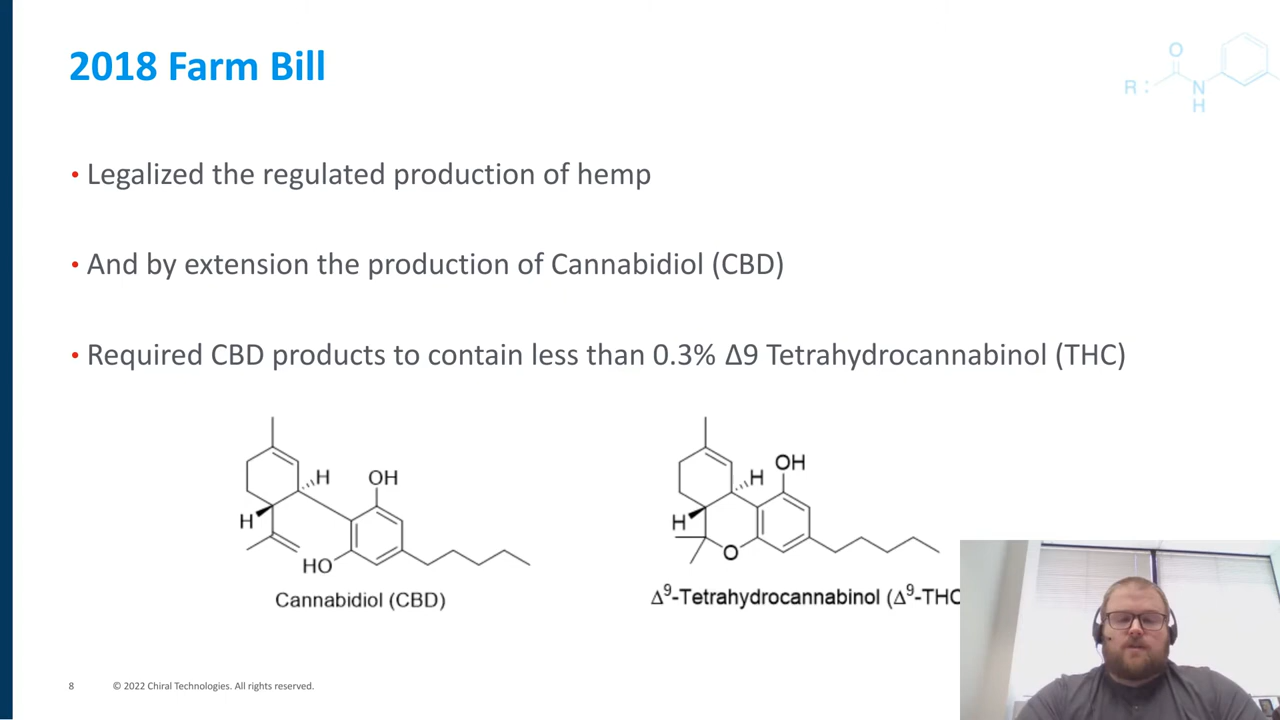 2018 Farm Bill
O
R :
N
H
• Legalized the regulated production of hemp
• And by extension the production of Cannabidiol (CBD)
• Required CBD products to contain less than 0.3% Δ9 Tetrahydrocannabinol (THC)
H
OH
H
HO
Cannabidiol (CBD)
H
OH
H
O
Δ⁹-Tetrahydrocannabinol (Δ⁹-THC
8
© 2022 Chiral Technologies. All rights reserved.